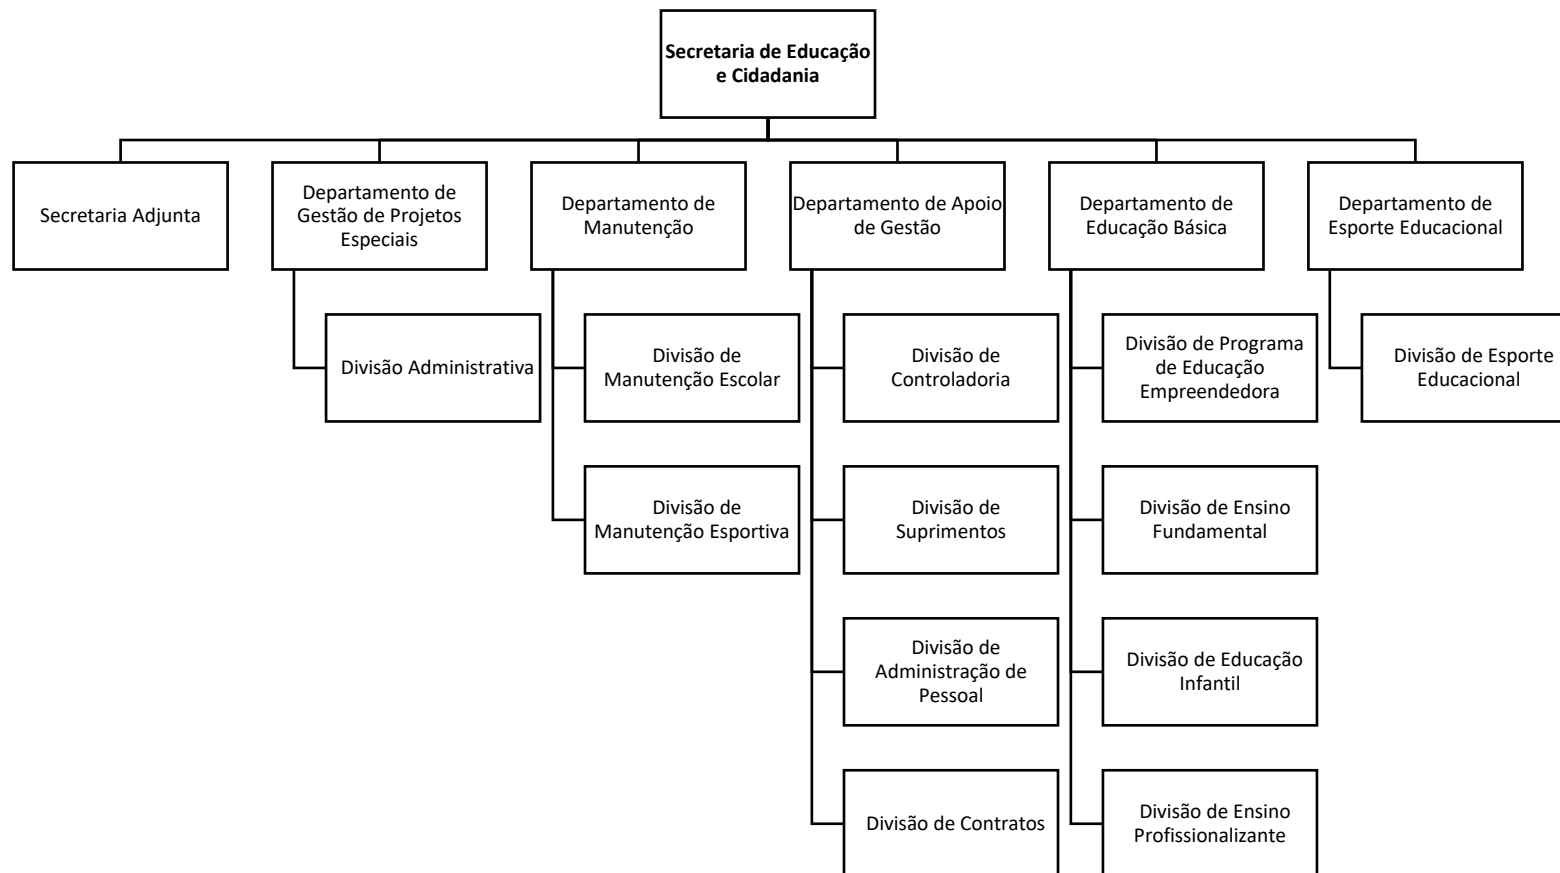 Secretaria de Educação
e Cidadania
Secretaria Adjunta
Departamento de
Gestão de Projetos
Especiais
Departamento de
Manutenção
Departamento de Apoio
de Gestão
Departamento de
Educação Básica
Departamento de
Esporte Educacional
Divisão Administrativa
Divisão de
Manutenção Escolar
Divisão de
Controladoria
Divisão de Programa
de Educação
Empreendedora
Divisão de Esporte
Educacional
Divisão de
Manutenção Esportiva
Divisão de
Suprimentos
Divisão de Ensino
Fundamental
Divisão de
Administração de
Pessoal
Divisão de Educação
Infantil
Divisão de Contratos
Divisão de Ensino
Profissionalizante